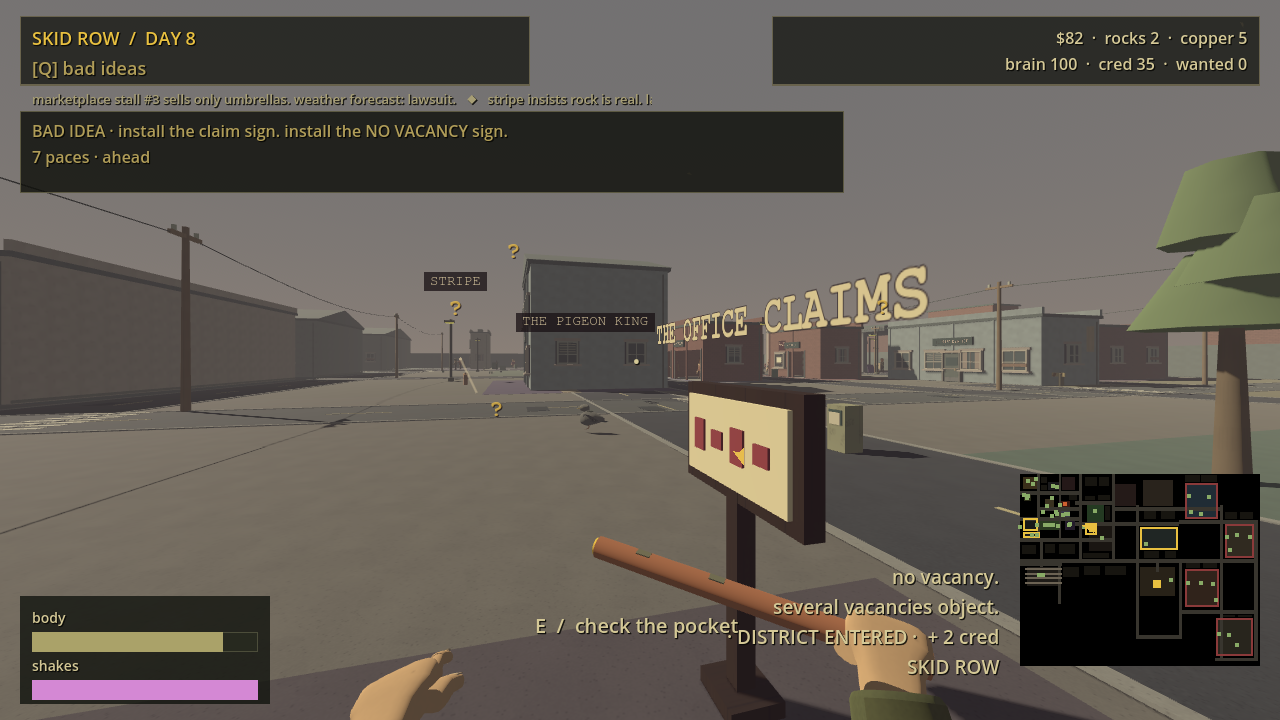 SKID ROW / DAY 8
[Q] bad ideas
$82 · rocks 2 · copper 5
brain 100 · cred 35 · wanted 0
marketplace stall #3 sells only umbrellas. weather forecast: lawsuit. ◆ stripe insists rock is real. l
BAD IDEA · install the claim sign. install the NO VACANCY sign.
7 paces · ahead
?
STRIPE
?
THE PIGEON KING
THE OFFICE CLAIMS
?
?
no vacancy.
several vacancies object.
E / check the pocket
· DISTRICT ENTERED · + 2 cred
SKID ROW
body
shakes